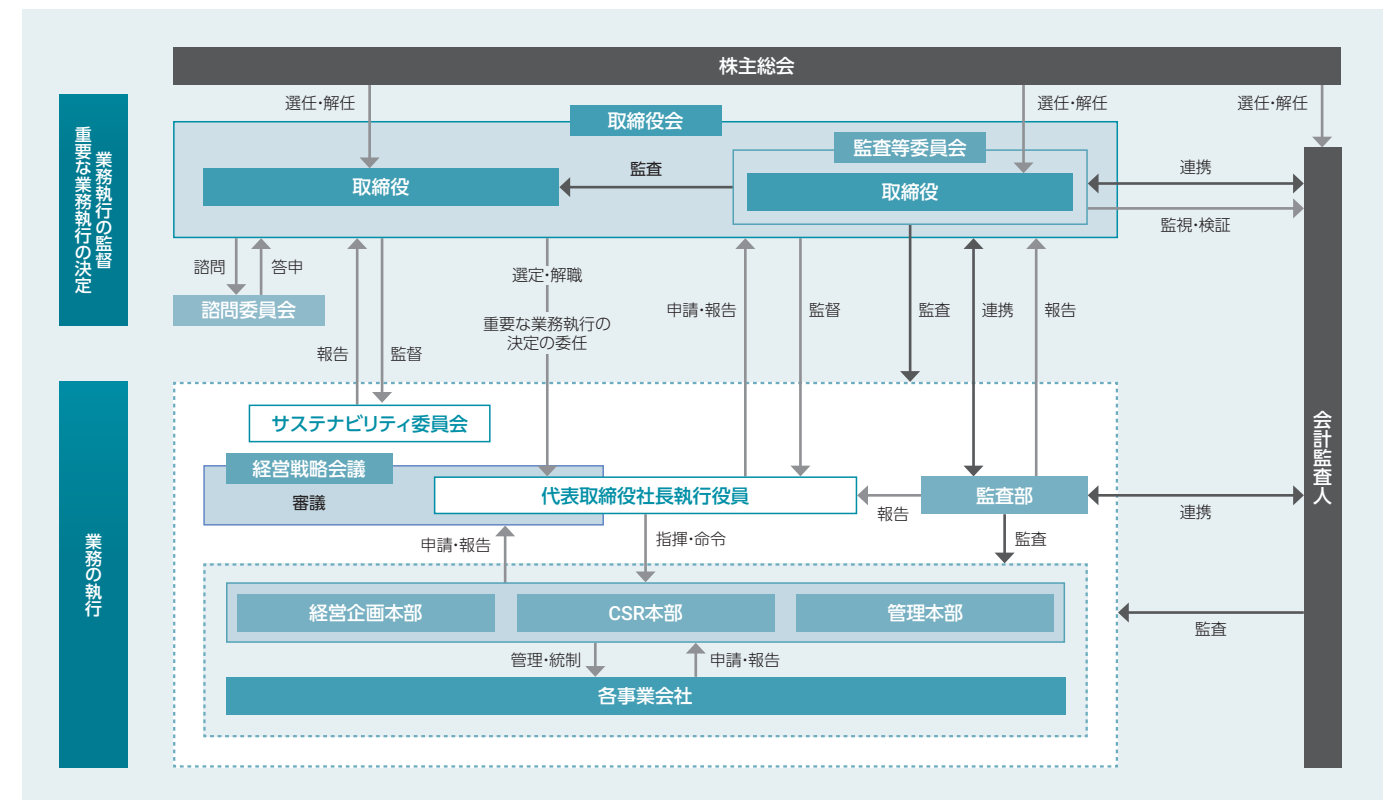 株主総会
選任・解任
選任・解任
選任・解任
重要な業務執行の決定
業務執行の監督
取締役会
監査等委員会
取締役
監査
取締役
連携
監視・検証
諮問
答申
諮問委員会
報告
監督
選定・解職
重要な業務執行の
決定の委任
申請・報告
監督
監査
連携
報告
会計監査人
業務の執行
サステナビリティ委員会
経営戦略会議
審議
代表取締役社長執行役員
報告
監査部
連携
申請・報告
指揮・命令
監査
経営企画本部
CSR本部
管理本部
監査
管理・統制
申請・報告
各事業会社